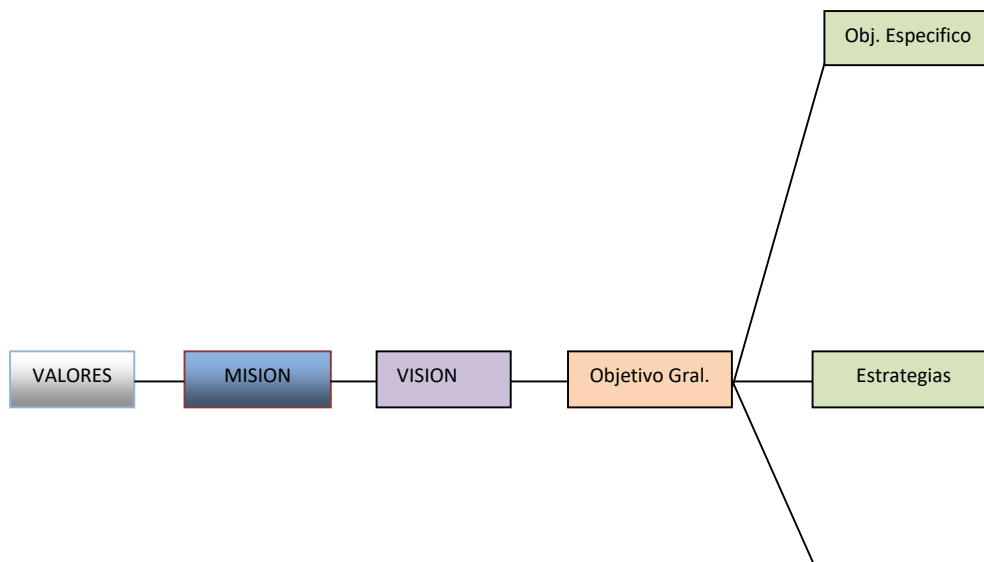 Obj. Especifico
VALORES
MISION
VISION
Objetivo Gral.
Estrategias